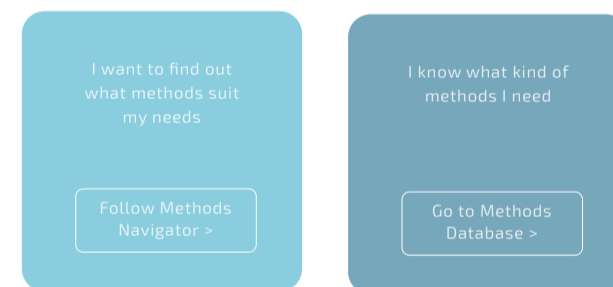 I want to find out
what methods suit
my needs
Follow Methods
Navigator >
I know what kind of
methods I need
Go to Methods
Database >